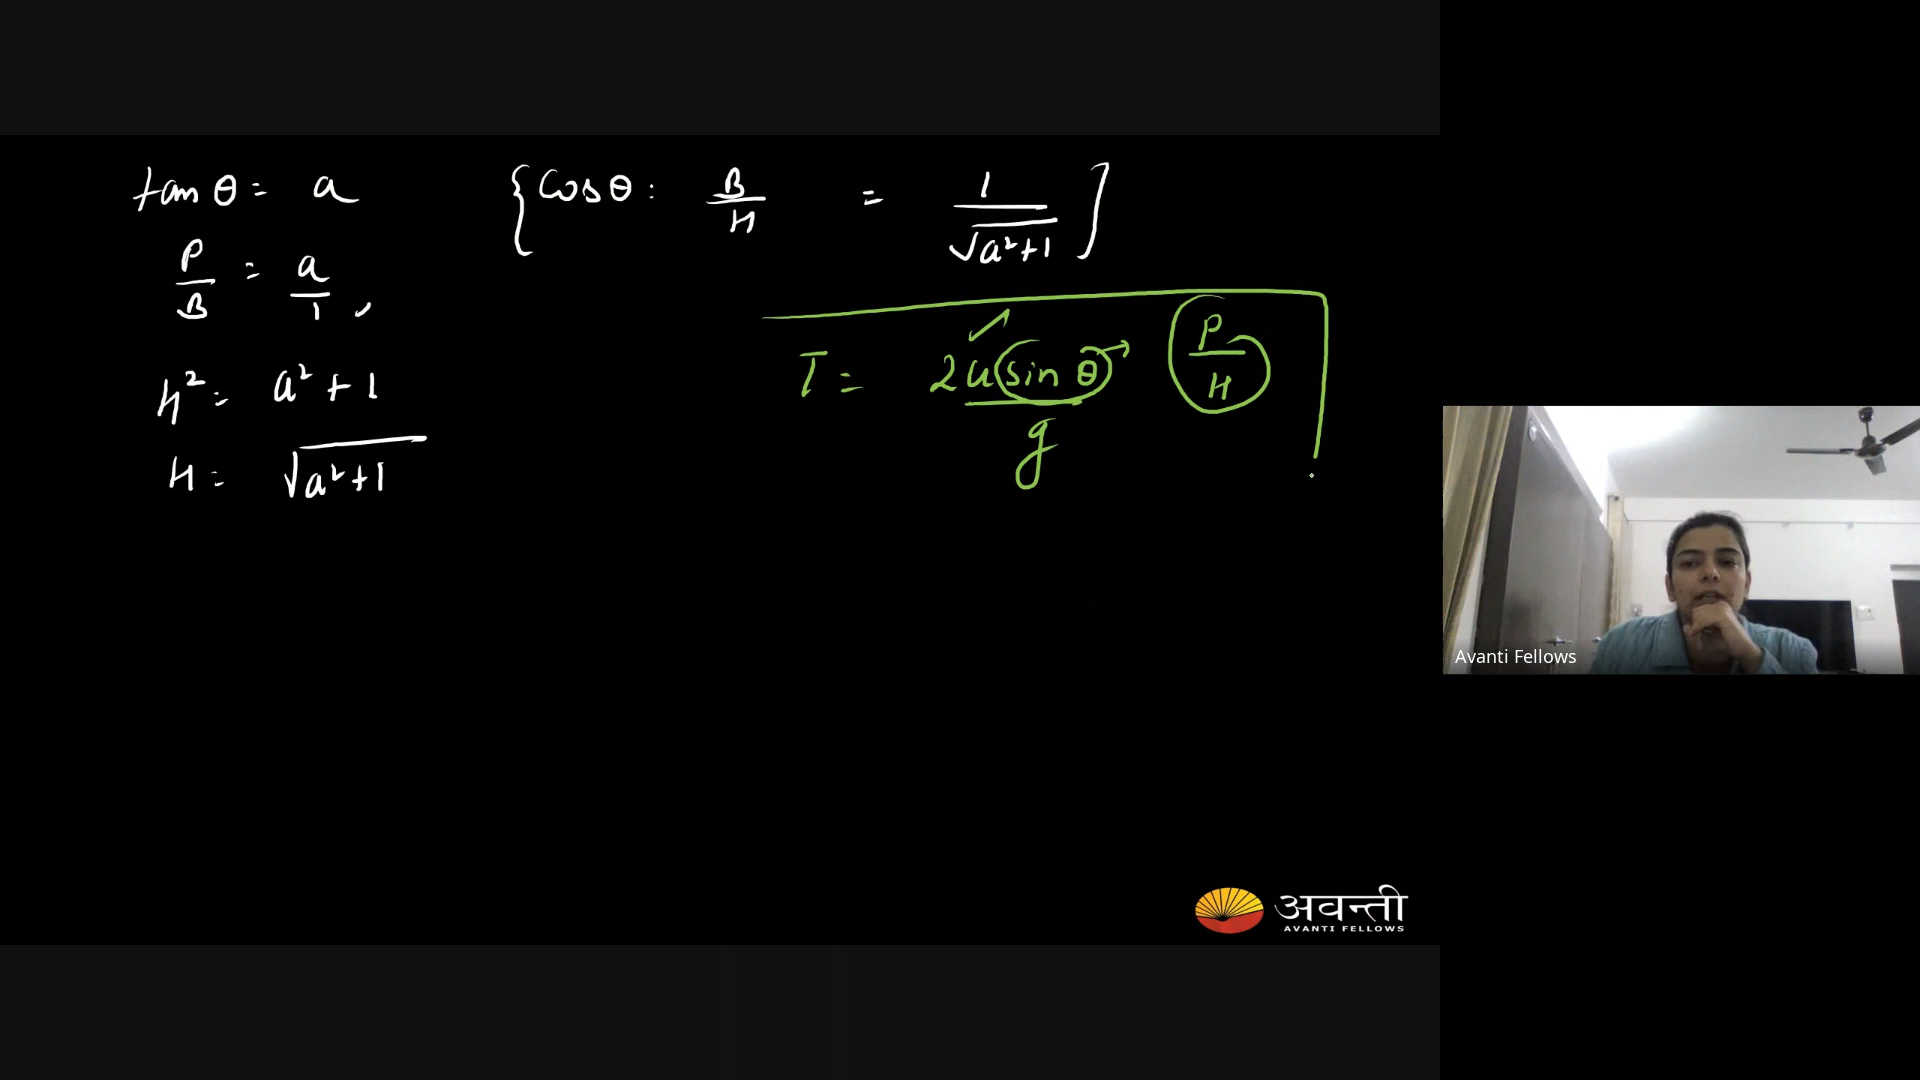 tan θ = a
P/B = a/1
h² = a² + 1
H = √a²+1
{ Cos θ : B/H = 1/√a²+1 ]
T = 2u sin θ / g
P/H
Avanti Fellows
अवन्ती
AVANTI FELLOWS